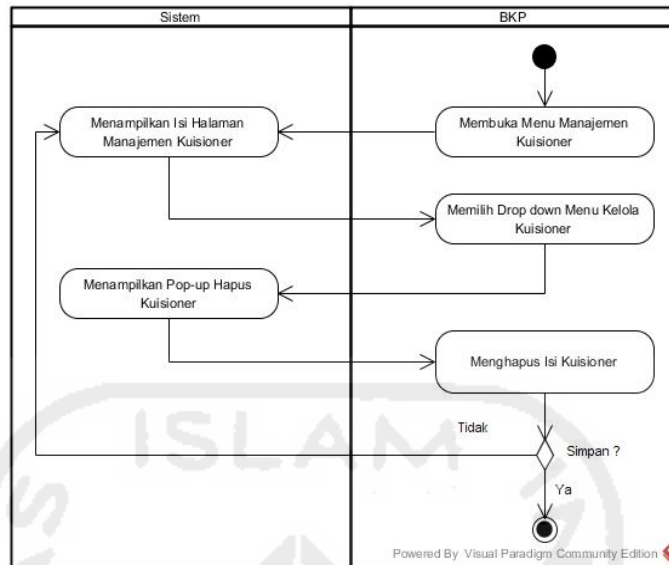 Sistem
BKP
Menampilkan Isi Halaman
Manajemen Kuisioner
Membuka Menu Manajemen
Kuisioner
Memilih Drop down Menu Kelola
Kuisioner
Menampilkan Pop-up Hapus
Kuisioner
Menghapus Isi Kuisioner
Tidak
Simpan ?
Ya
ISLAM
Powered By Visual Paradigm Community Edition